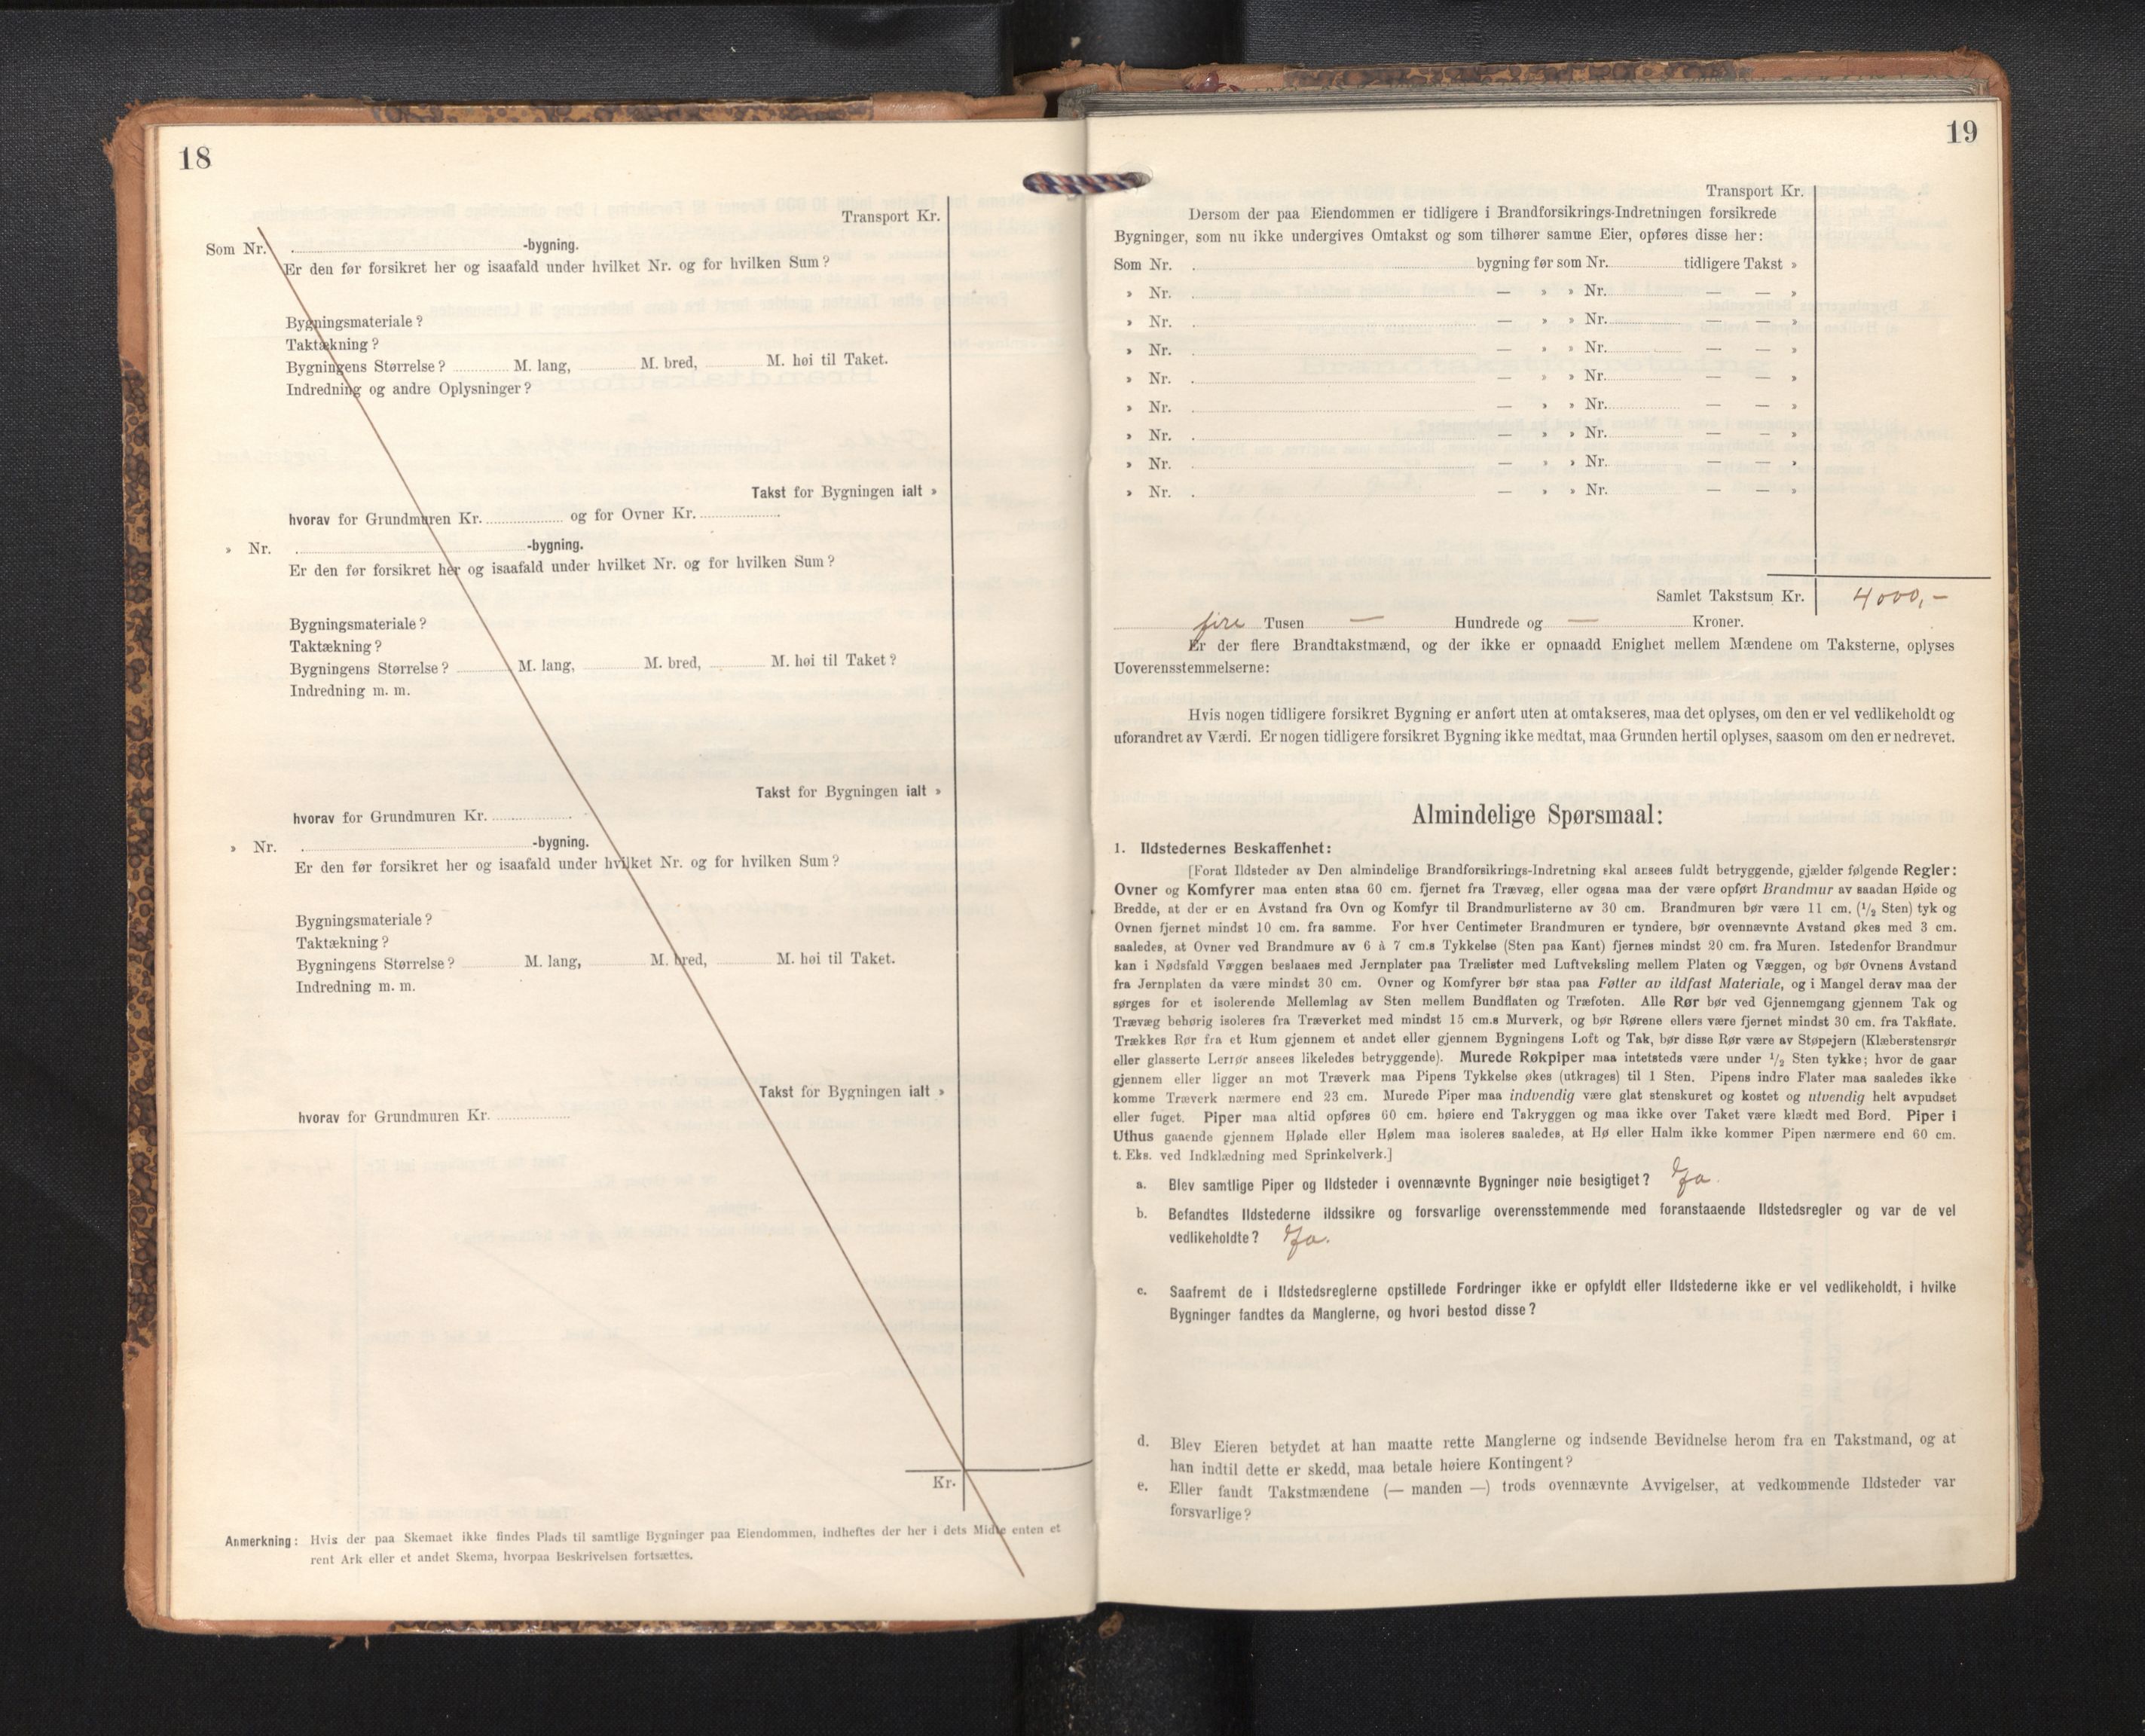 18
Transport Kr.
Som Nr. -bygning.
Er den før forsikret her og isaafald under hvilket Nr. og for hvilken Sum?
Bygningsmateriale?
Taktækning?
Bygningens Størrelse? M. lang, M. bred, M. høi til Taket.
Indredning og andre Oplysninger?
Takst for Bygningen ialt »
hvorav for Grundmuren Kr. og for Ovner Kr.
» Nr. -bygning.
Er den før forsikret her og isaafald under hvilket Nr. og for hvilken Sum?
Bygningsmateriale?
Taktækning?
Bygningens Størrelse? M. lang, M. bred, M. høi til Taket?
Indredning m. m.
Takst for Bygningen ialt »
hvorav for Grundmuren Kr.
» Nr. -bygning.
Er den før forsikret her og isaafald under hvilket Nr. og for hvilken Sum?
Bygningsmateriale?
Taktækning?
Bygningens Størrelse? M. lang, M. bred, M. høi til Taket.
Indredning m. m.
Takst for Bygningen ialt »
hvorav for Grundmuren Kr.
Kr.
Anmerkning: Hvis der paa Skemaet ikke findes Plads til samtlige Bygninger paa Eiendommen, indheftes der her i dets Midte enten et
rent Ark eller et andet Skema, hvorpaa Beskrivelsen fortsættes.
19
Transport Kr.
Dersom der paa Eiendommen er tidligere i Brandforsikrings-Indretningen forsikrede
Bygninger, som nu ikke undergives Omtakst og som tilhører samme Eier, opføres disse her:
Som Nr. bygning før som Nr. tidligere Takst »
» Nr. — » » Nr. — — »
» Nr. — » » Nr. — — »
» Nr. — » » Nr. — — »
» Nr. — » » Nr. — — »
» Nr. — » » Nr. — — »
» Nr. — » » Nr. — — »
» Nr. — » » Nr. — — »
» Nr. — » » Nr. — — »
Samlet Takstsum Kr. 4000,-
fire Tusen — Hundrede og — Kroner.
Er der flere Brandtakstmænd, og der ikke er opnaadd Enighet mellem Mændene om Taksterne, oplyses
Uoverensstemmelserne:
Hvis nogen tidligere forsikret Bygning er anført uten at omtakseres, maa det oplyses, om den er vel vedlikeholdt og
uforandret av Værdi. Er nogen tidligere forsikret Bygning ikke medtat, maa Grunden hertil oplyses, saasom om den er nedrevet.
Almindelige Spørsmaal:
1. Ildstedernes Beskaffenhet:
[Forat Ildsteder av Den almindelige Brandforsikrings-Indretning skal ansees fuldt betryggende, gjælder følgende Regler:
Ovner og Komfyrer maa enten staa 60 cm. fjernet fra Trævæg, eller ogsaa maa der være opført Brandmur av saadan Høide og
Bredde, at der er en Avstand fra Ovn og Komfyr til Brandmurlisterne av 30 cm. Brandmuren bør være 11 cm. (1/2 Sten) tyk og
Ovnen fjernet mindst 10 cm. fra samme. For hver Centimeter Brandmuren er tyndere, bør ovennævnte Avstand økes med 3 cm.
saaledes, at Ovner ved Brandmure av 6 à 7 cm.s Tykkelse (Sten paa Kant) fjernes mindst 20 cm. fra Muren. Istedenfor Brandmur
kan i Nødsfald Væggen beslaaes med Jernplater paa Trælister med Luftveksling mellem Platen og Væggen, og bør Ovnens Avstand
fra Jernplaten da være mindst 30 cm. Ovner og Komfyrer bør staa paa Føtter av ildfast Materiale, og i Mangel derav maa der
sørges for et isolerende Mellemlag av Sten mellem Bundflaten og Træfoten. Alle Rør bør ved Gjennemgang gjennem Tak og
Trævæg behørig isoleres fra Træverket med mindst 15 cm.s Murverk, og bør Rørene ellers være fjernet mindst 30 cm. fra Takflate.
Trækkes Rør fra et Rum gjennem et andet eller gjennem Bygningens Loft og Tak, bør disse Rør være av Støpejern (Klæberstensrør
eller glasserte Lerrør ansees likeledes betryggende). Murede Røkpiper maa intetsteds være under 1/2 Sten tykke; hvor de gaar
gjennem eller ligger an mot Træverk maa Pipens Tykkelse økes (utkrages) til 1 Sten. Pipens indre Flater maa saaledes ikke
komme Træverk nærmere end 23 cm. Murede Piper maa indvendig være glat stenskuret og kostet og utvendig helt avpudset
eller fuget. Piper maa altid opføres 60 cm. høiere end Takryggen og maa ikke over Taket være klædt med Bord. Piper i
Uthus gaaende gjennem Hølade eller Hølem maa isoleres saaledes, at Hø eller Halm ikke kommer Pipen nærmere end 60 cm.
t. Eks. ved Indklædning med Sprinkelverk.]
a. Blev samtlige Piper og Ildsteder i ovennævnte Bygninger nøie besigtiget? Ja.
b. Befandtes Ildstederne ildssikre og forsvarlige overensstemmende med foranstaaende Ildstedsregler og var de vel
vedlikeholdte? Ja.
c. Saafremt de i Ildstedsreglerne opstillede Fordringer ikke er opfyldt eller Ildstederne ikke er vel vedlikeholdt, i hvilke
Bygninger fandtes da Manglerne, og hvori bestod disse?
d. Blev Eieren betydet at han maatte rette Manglerne og indsende Bevidnelse herom fra en Takstmand, og at
han indtil dette er skedd, maa betale høiere Kontingent?
e. Eller fandt Takstmændene (— manden —) trods ovennævnte Avvigelser, at vedkommende Ildsteder var
forsvarlige?